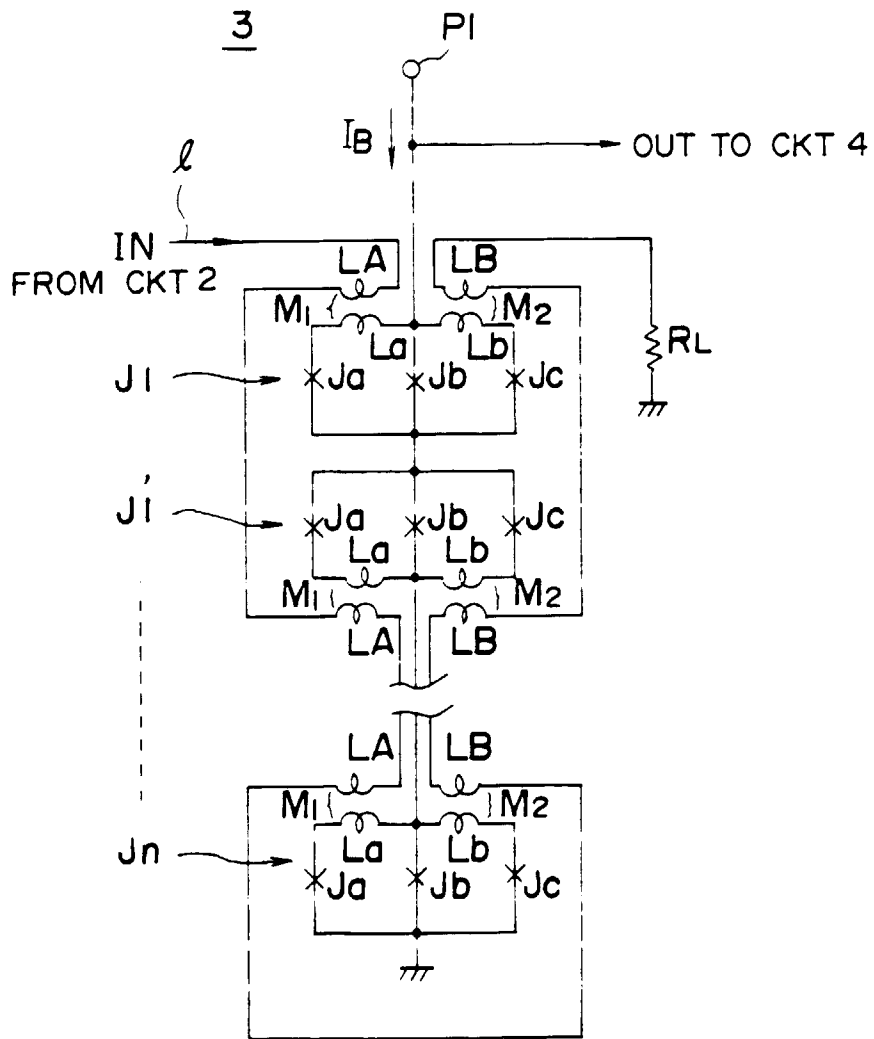 3
P1
IB
OUT TO CKT 4
l
IN
FROM CKT 2
LA LB
M1 M2
La Lb
RL
J1
Ja Jb Jc
J1'
Ja Jb Jc
La Lb
M1 M2
LA LB
LA LB
M1 M2
La Lb
Jn
Ja Jb Jc